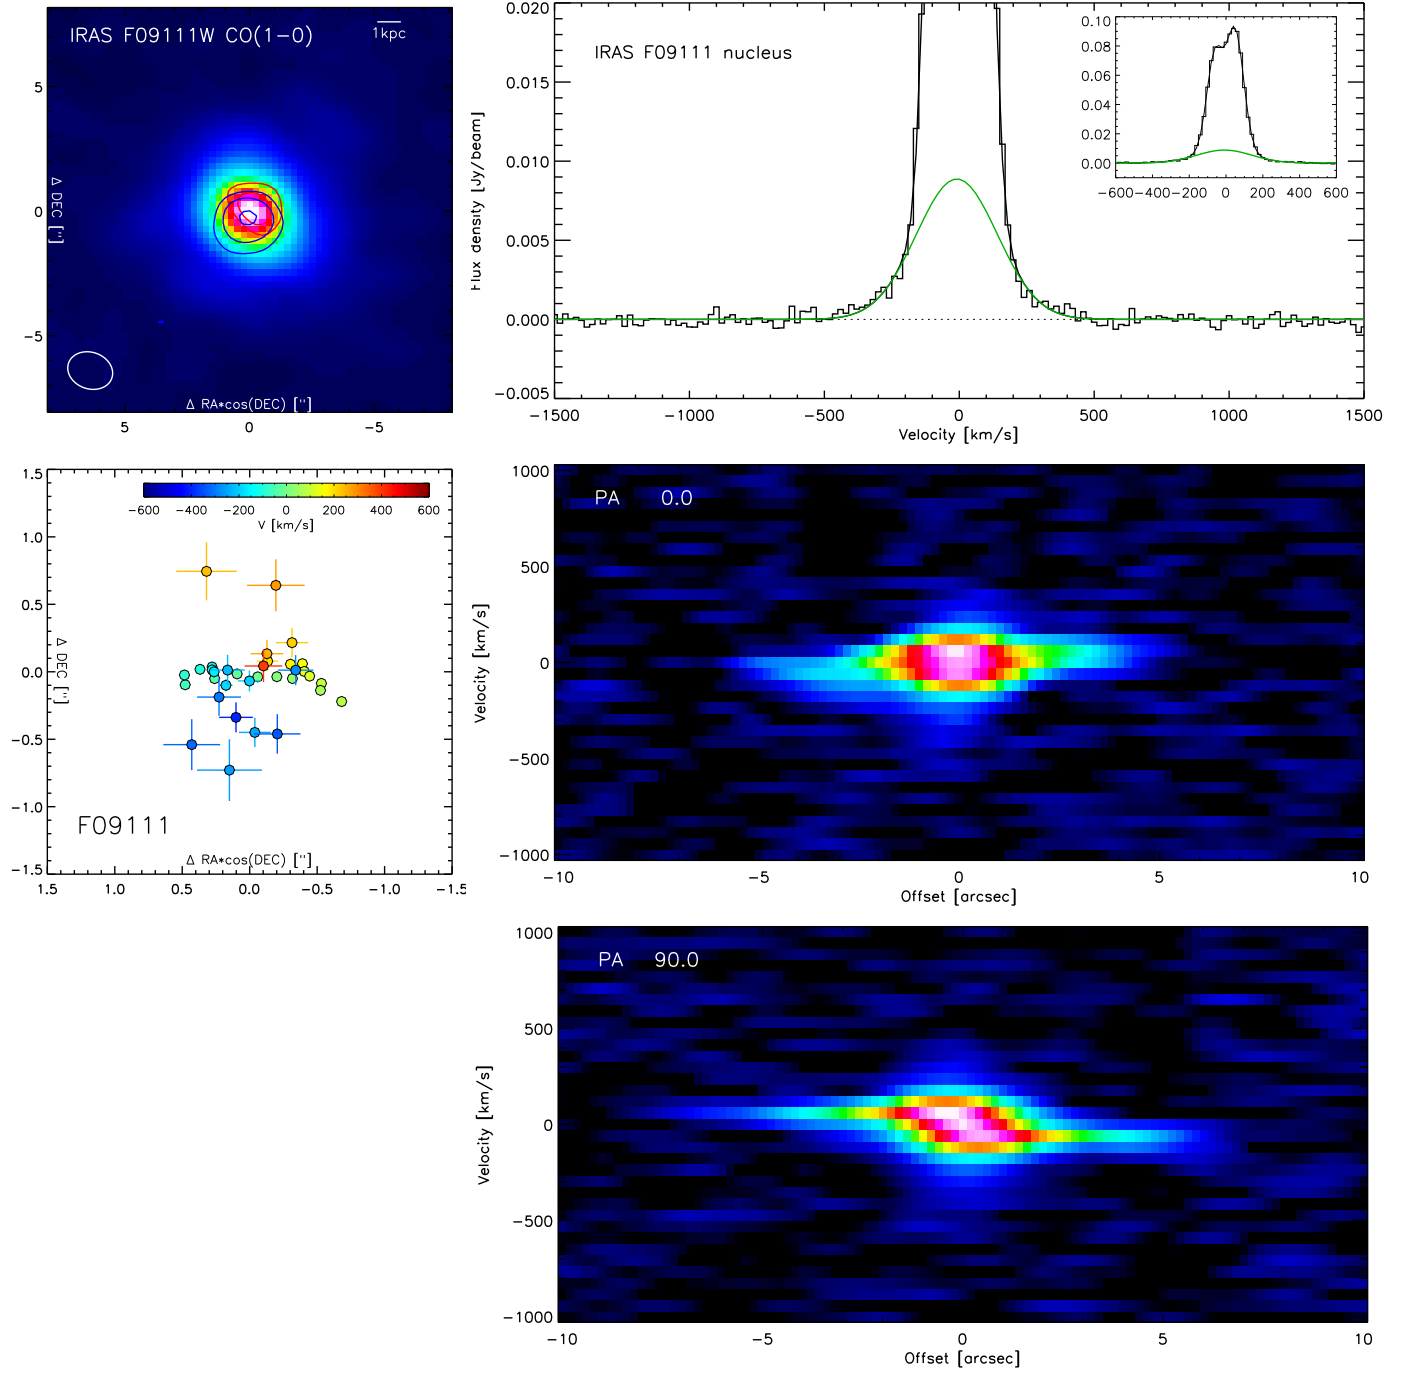 IRAS F09111W CO(1-0)
1kpc
5
0
-5
Δ DEC ["]
Δ RA*cos(DEC) ["]
5
0
-5
0.020
0.015
0.010
0.005
0.000
-0.005
Flux density [Jy/beam]
IRAS F09111 nucleus
0.10
0.08
0.06
0.04
0.02
0.00
-600 -400 -200 0 200 400 600
-1500 -1000 -500 0 500 1000 1500
Velocity [km/s]
1.5
1.0
0.5
0.0
-0.5
-1.0
-1.5
Δ DEC ["]
-600 -400 -200 0 200 400 600
V [km/s]
F09111
Δ RA*cos(DEC) ["]
1.5 1.0 0.5 0.0 -0.5 -1.0 -1.5
PA 0.0
1000
500
0
-500
-1000
Velocity [km/s]
-10 -5 0 5 10
Offset [arcsec]
PA 90.0
1000
500
0
-500
-1000
Velocity [km/s]
-10 -5 0 5 10
Offset [arcsec]